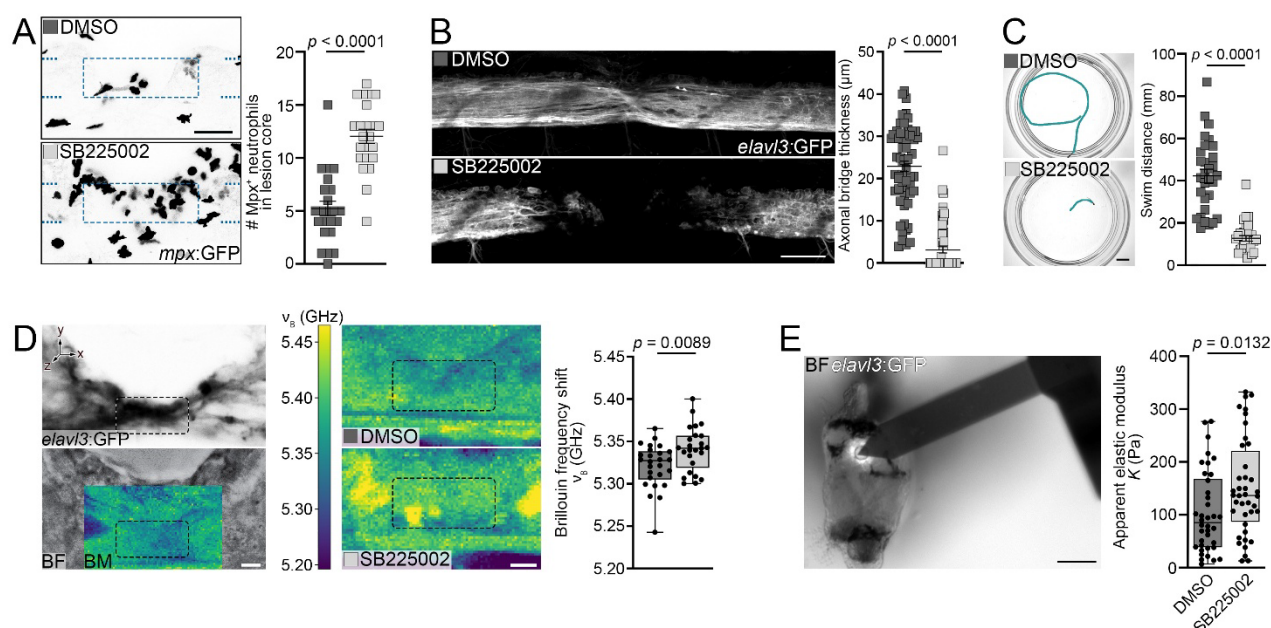 A
DMSO
SB225002
mpx:GFP
# Mpx⁺ neutrophils
in lesion core
p < 0.0001
20
15
10
5
0
B
DMSO
elavl3:GFP
SB225002
Axonal bridge thickness (µm)
p < 0.0001
50
40
30
20
10
0
C
DMSO
SB225002
Swim distance (mm)
p < 0.0001
100
80
60
40
20
0
D
y
x
z
elavl3:GFP
BF
BM
νB (GHz)
5.45
5.40
5.35
5.30
5.25
5.20
DMSO
SB225002
Brillouin frequency shift
νB (GHz)
p = 0.0089
5.45
5.40
5.35
5.30
5.25
5.20
E
BF elavl3:GFP
Apparent elastic modulus
K (Pa)
p = 0.0132
400
300
200
100
0
DMSO
SB225002